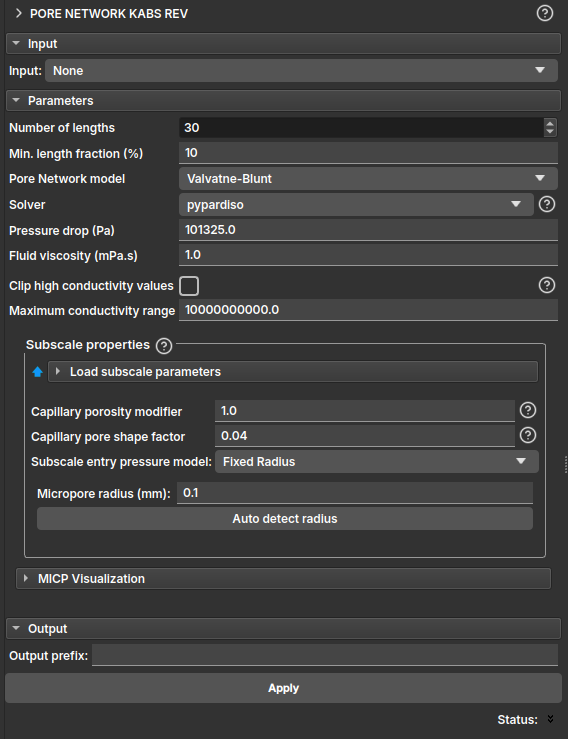 PORE NETWORK KABS REV ?
Input
Input: None
Parameters
Number of lengths 30
Min. length fraction (%) 10
Pore Network model Valvatne-Blunt
Solver pypardiso ?
Pressure drop (Pa) 101325.0
Fluid viscosity (mPa.s) 1.0
Clip high conductivity values ?
Maximum conductivity range 10000000000.0
Subscale properties ?
Load subscale parameters
Capillary porosity modifier 1.0 ?
Capillary pore shape factor 0.04 ?
Subscale entry pressure model: Fixed Radius
Micropore radius (mm): 0.1
Auto detect radius
MICP Visualization
Output
Output prefix:
Apply
Status: